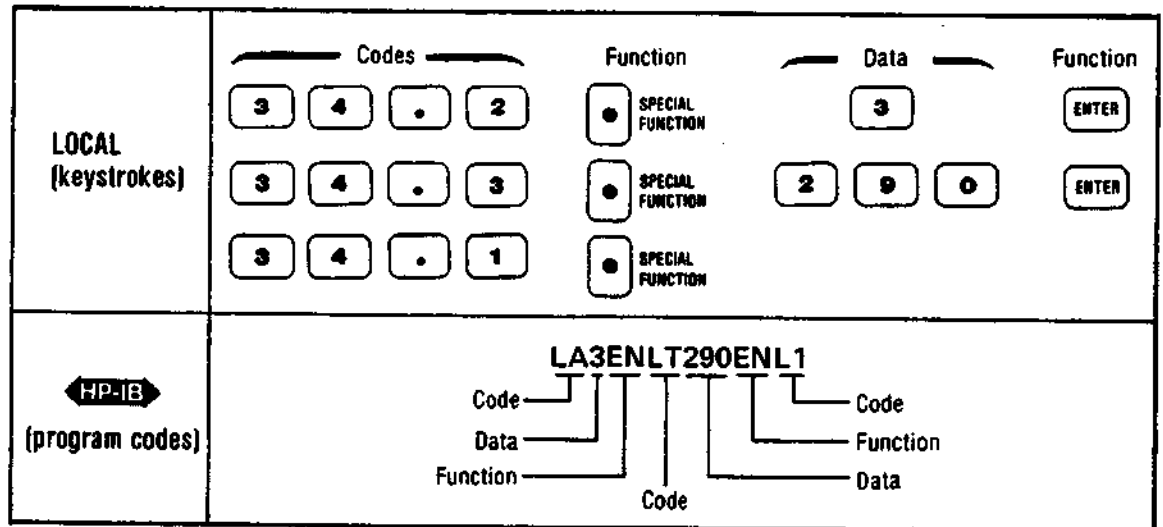 Codes Function Data Function
LOCAL
(keystrokes)
3 4 . 2 SPECIAL FUNCTION 3 ENTER
3 4 . 3 SPECIAL FUNCTION 2 9 0 ENTER
3 4 . 1 SPECIAL FUNCTION
HP-IB
(program codes)
LA3ENLT290ENL1
Code Code
Data Function
Function Data
Code